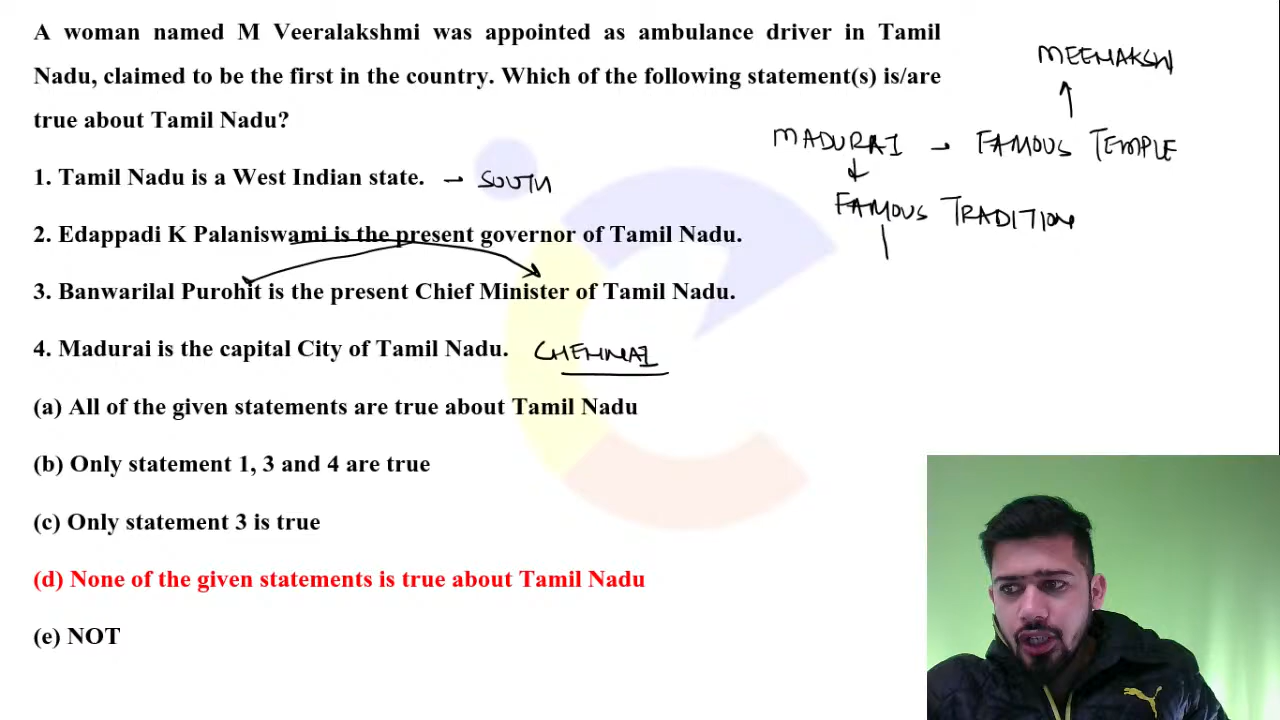 A woman named M Veeralakshmi was appointed as ambulance driver in Tamil
Nadu, claimed to be the first in the country. Which of the following statement(s) is/are
true about Tamil Nadu?
1. Tamil Nadu is a West Indian state. - SOUTH
2. Edappadi K Palaniswami is the present governor of Tamil Nadu.
3. Banwarilal Purohit is the present Chief Minister of Tamil Nadu.
4. Madurai is the capital City of Tamil Nadu. CHENNAI
(a) All of the given statements are true about Tamil Nadu
(b) Only statement 1, 3 and 4 are true
(c) Only statement 3 is true
(d) None of the given statements is true about Tamil Nadu
(e) NOT
MEENAKSHI
MADURAI - FAMOUS TEMPLE
FAMOUS TRADITION